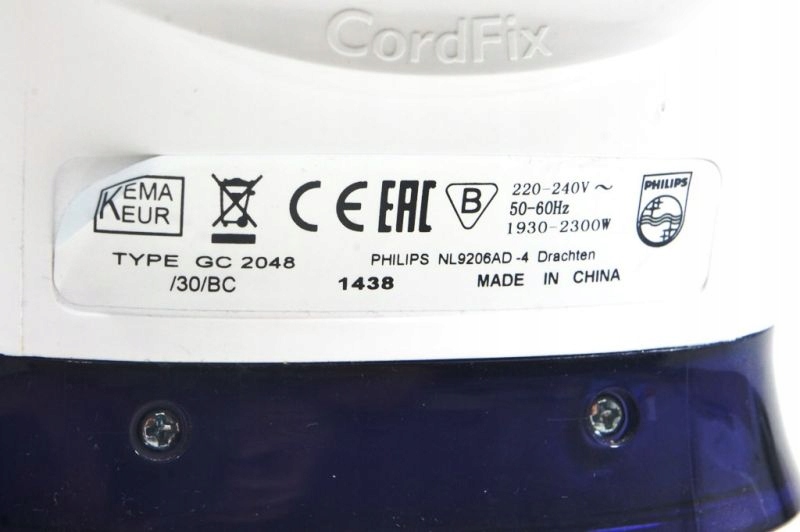 CordFix
KEMA
KEUR
CE EAC
B
220-240V ~
50-60Hz
1930-2300W
PHILIPS
TYPE GC 2048
/30/BC
PHILIPS NL9206AD -4 Drachten
1438 MADE IN CHINA